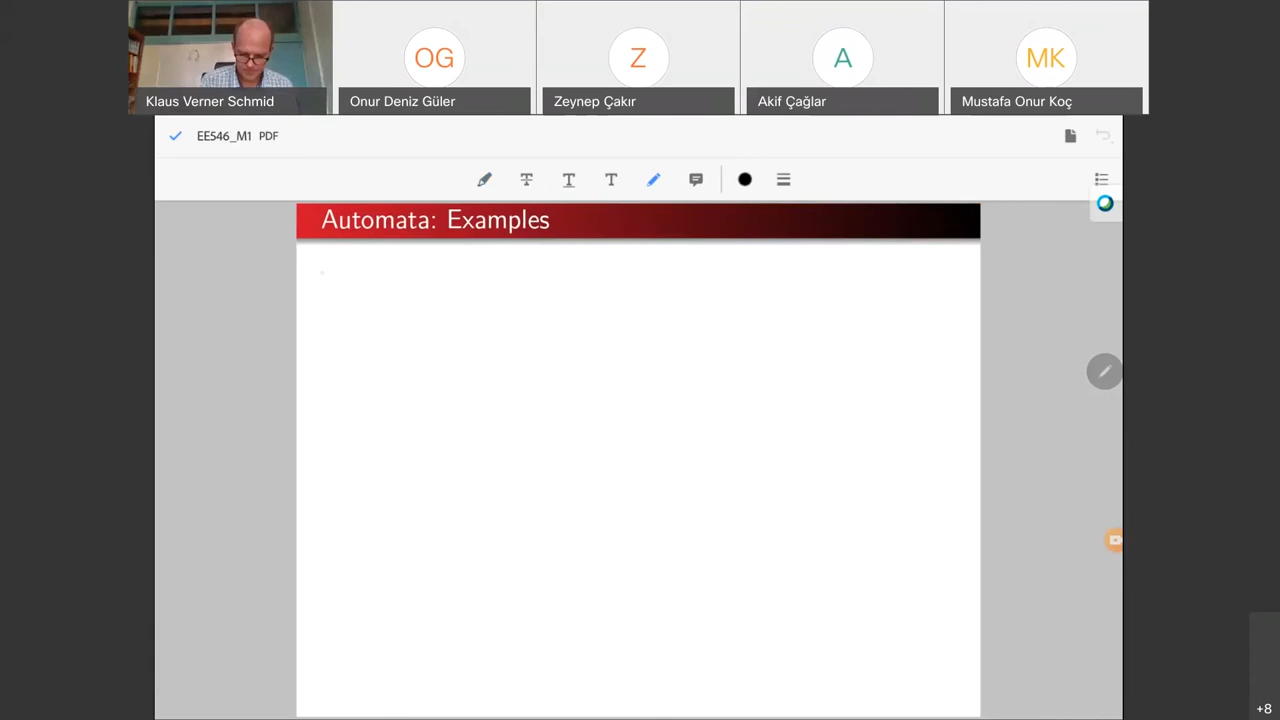 OG
Z
A
MK
Klaus Verner Schmid
Onur Deniz Güler
Zeynep Çakır
Akif Çağlar
Mustafa Onur Koç
EE546_M1 PDF
T T T
Automata: Examples
+8